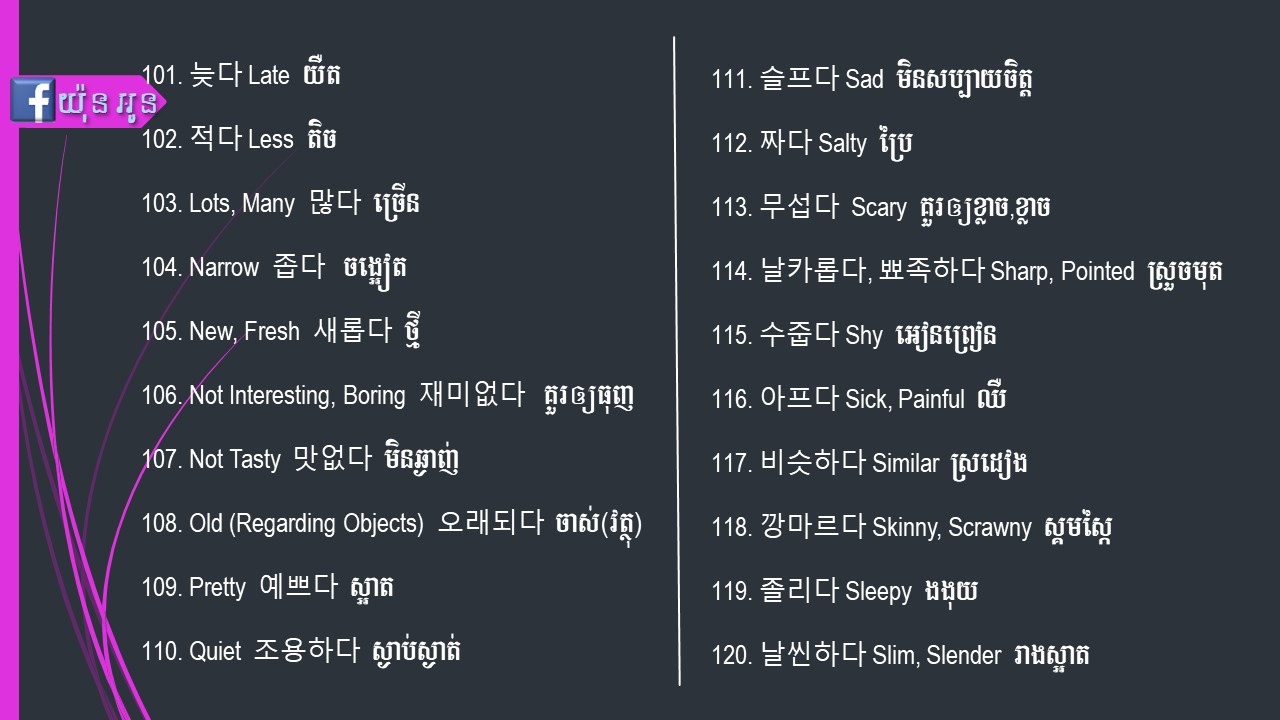 យ៉ុន អូន
101. 늦다 Late យឺត
102. 적다 Less តិច
103. Lots, Many 많다 ច្រើន
104. Narrow 좁다 ចង្អៀត
105. New, Fresh 새롭다 ថ្មី
106. Not Interesting, Boring 재미없다 គួរឲ្យធុញ
107. Not Tasty 맛없다 មិនឆ្ងាញ់
108. Old (Regarding Objects) 오래되다 ចាស់(វត្ថុ)
109. Pretty 예쁘다 ស្អាត
110. Quiet 조용하다 ស្ងាប់ស្ងាត់
111. 슬프다 Sad មិនសប្បាយចិត្ត
112. 짜다 Salty ប្រៃ
113. 무섭다 Scary គួរឲ្យខ្លាច,ខ្លាច
114. 날카롭다, 뾰족하다 Sharp, Pointed ស្រួចមុត
115. 수줍다 Shy អៀនព្រៀន
116. 아프다 Sick, Painful ឈឺ
117. 비슷하다 Similar ស្រដៀង
118. 깡마르다 Skinny, Scrawny ស្គមស្កៃ
119. 졸리다 Sleepy ងងុយ
120. 날씬하다 Slim, Slender រាងស្អាត